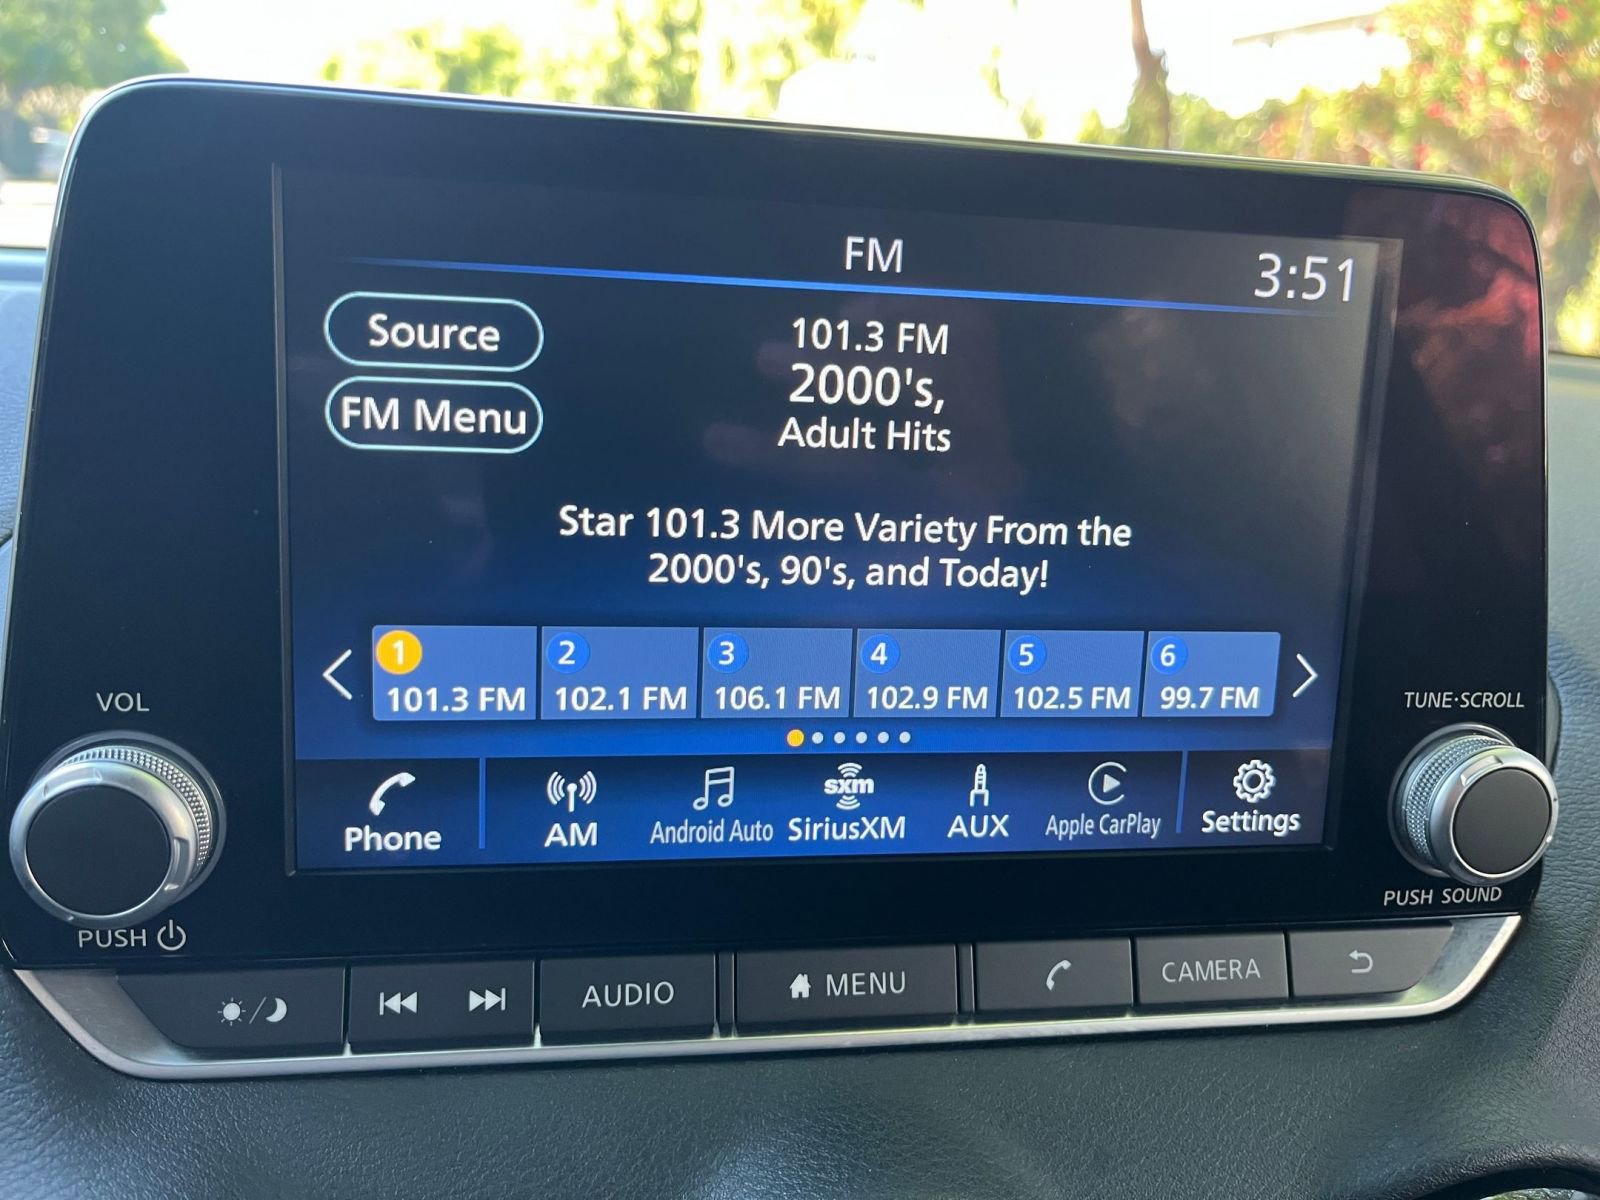 FM
3:51
Source
FM Menu
101.3 FM
2000's,
Adult Hits
Star 101.3 More Variety From the
2000's, 90's, and Today!
1
101.3 FM
2
102.1 FM
3
106.1 FM
4
102.9 FM
5
102.5 FM
6
99.7 FM
Phone
AM
Android Auto
sxm
SiriusXM
AUX
Apple CarPlay
Settings
VOL
PUSH
TUNE·SCROLL
PUSH SOUND
AUDIO
MENU
CAMERA